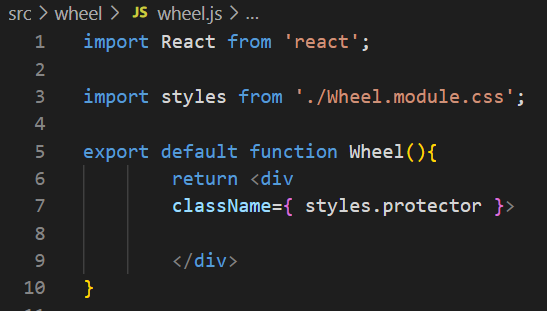 src > wheel > JS wheel.js > ...
1 import React from 'react';
2
3 import styles from './Wheel.module.css';
4
5 export default function Wheel(){
6 return <div
7 className={ styles.protector }>
8
9 </div>
10 }